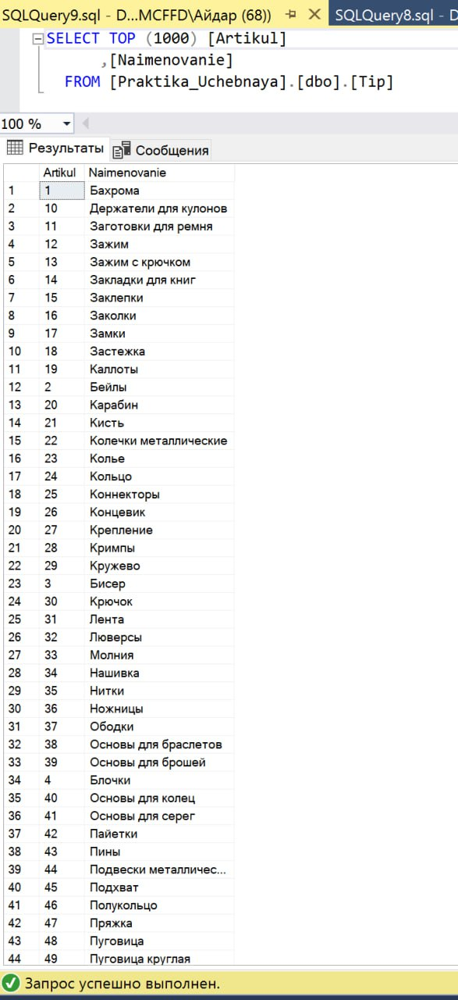 SQLQuery9.sql - D...MCFFD\Айдар (68)) SQLQuery8.sql - D
SELECT TOP (1000) [Artikul]
,[Naimenovanie]
FROM [Praktika_Uchebnaya].[dbo].[Tip]
100 %
Результаты Сообщения
Artikul Naimenovanie
1 1 Бахрома
2 10 Держатели для кулонов
3 11 Заготовки для ремня
4 12 Зажим
5 13 Зажим с крючком
6 14 Закладки для книг
7 15 Заклепки
8 16 Заколки
9 17 Замки
10 18 Застежка
11 19 Каллоты
12 2 Бейлы
13 20 Карабин
14 21 Кисть
15 22 Колечки металлические
16 23 Колье
17 24 Кольцо
18 25 Коннекторы
19 26 Концевик
20 27 Крепление
21 28 Кримпы
22 29 Кружево
23 3 Бисер
24 30 Крючок
25 31 Лента
26 32 Люверсы
27 33 Молния
28 34 Нашивка
29 35 Нитки
30 36 Ножницы
31 37 Ободки
32 38 Основы для браслетов
33 39 Основы для брошей
34 4 Блочки
35 40 Основы для колец
36 41 Основы для серег
37 42 Пайетки
38 43 Пины
39 44 Подвески металличес...
40 45 Подхват
41 46 Полукольцо
42 47 Пряжка
43 48 Пуговица
44 49 Пуговица круглая
Запрос успешно выполнен.